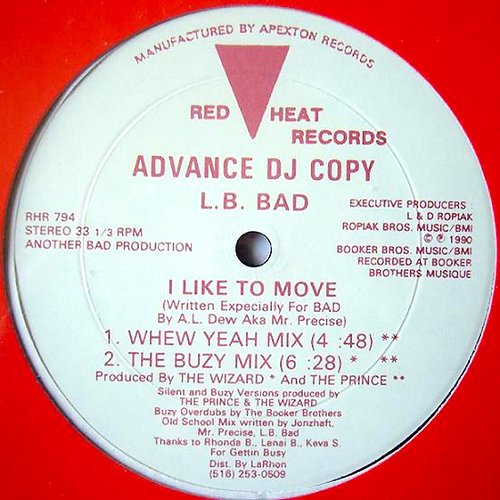 MANUFACTURED BY APEXTON RECORDS
RED HEAT
RECORDS
ADVANCE DJ COPY
L.B. BAD
RHR 794
STEREO 33 1/3 RPM
ANOTHER BAD PRODUCTION
EXECUTIVE PRODUCERS :
L & D ROPIAK
ROPIAK BROS. MUSIC/BMI
© ℗ 1990
BOOKER BROS. MUSIC/BMI
RECORDED AT BOOKER
BROTHERS MUSIQUE
I LIKE TO MOVE
(Written Expecially For BAD
By A.L. Dew Aka Mr. Precise)
1. WHEW YEAH MIX (4 :48) **
2. THE BUZY MIX (6 :28) * **
Produced By THE WIZARD * And THE PRINCE **
Silent and Buzy Versions produced by
THE PRINCE & THE WIZARD
Buzy Overdubs by The Booker Brothers
Old School Mix written by Jonzhaft,
Mr. Precise, L.B. Bad
Thanks to Rhonda B., Lenai B., Keva S.
For Gettin Busy
Dist. By LaRhon
(516) 253-0509